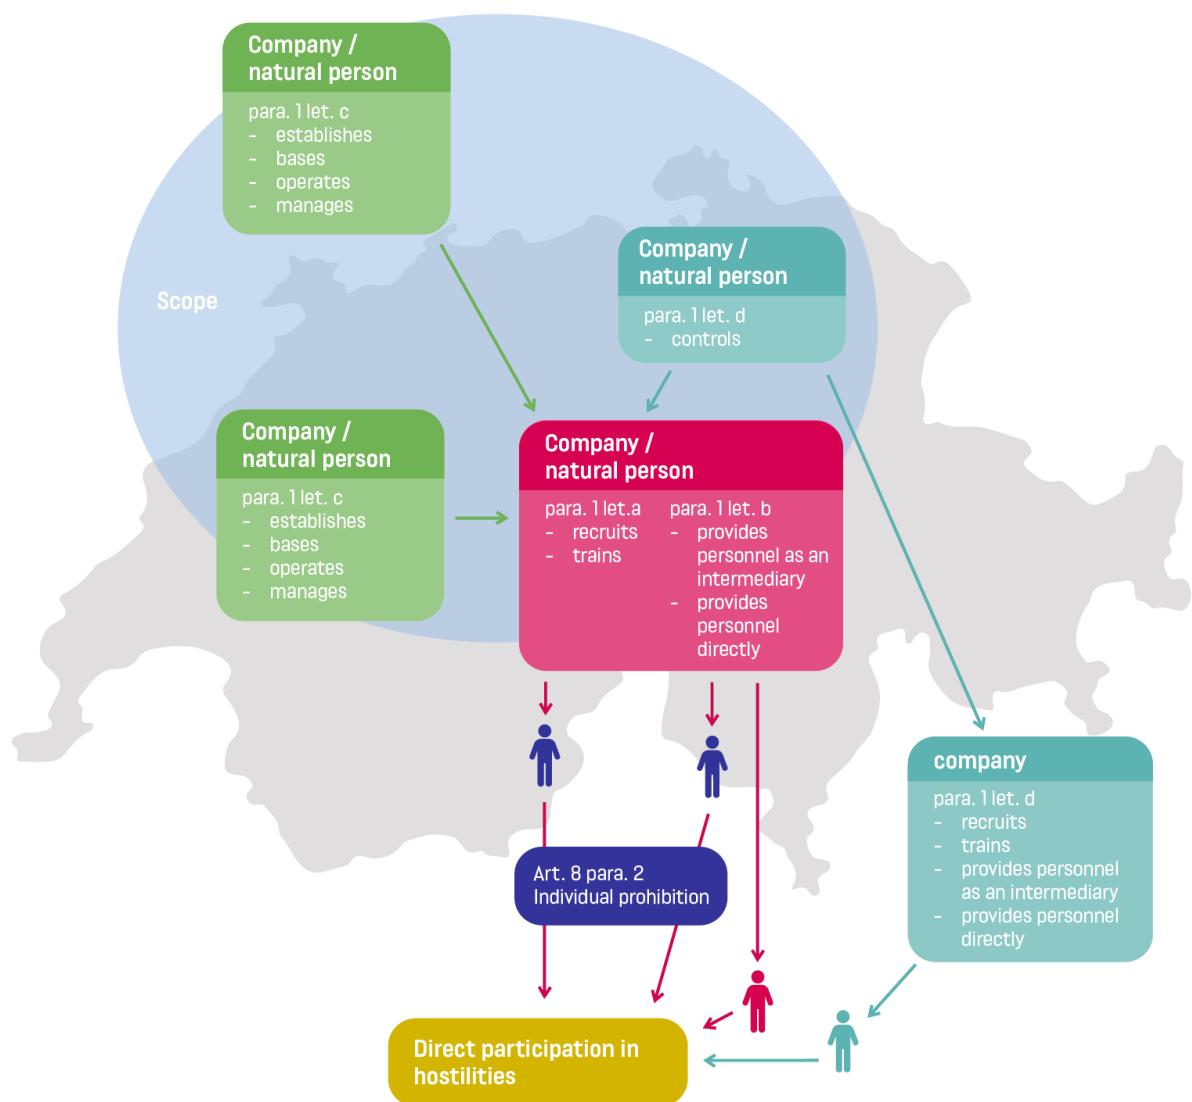 Company /
natural person
para. 1 let. c
- establishes
- bases
- operates
- manages
Scope
Company /
natural person
para. 1 let. d
- controls
Company /
natural person
para. 1 let. c
- establishes
- bases
- operates
- manages
Company /
natural person
para. 1 let.a
- recruits
- trains
para. 1 let. b
- provides
personnel as an
intermediary
- provides
personnel
directly
Art. 8 para. 2
Individual prohibition
company
para. 1 let. d
- recruits
- trains
- provides personnel
as an intermediary
- provides personnel
directly
Direct participation in
hostilities